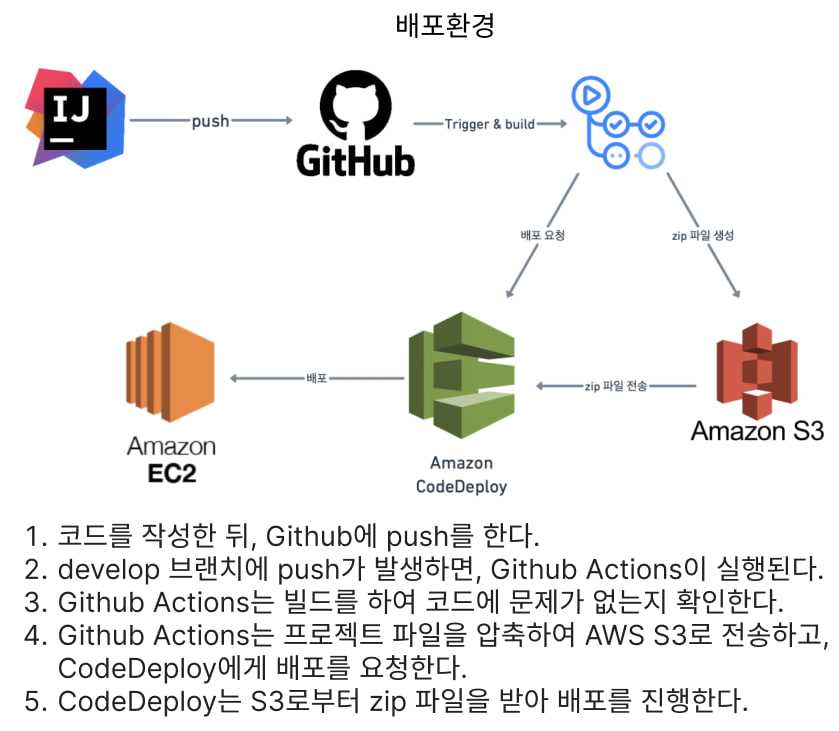 배포환경
IJ
push
GitHub
Trigger & build
배포 요청
zip 파일 생성
배포
zip 파일 전송
Amazon
EC2
Amazon
CodeDeploy
Amazon S3
1. 코드를 작성한 뒤, Github에 push를 한다.
2. develop 브랜치에 push가 발생하면, Github Actions이 실행된다.
3. Github Actions는 빌드를 하여 코드에 문제가 없는지 확인한다.
4. Github Actions는 프로젝트 파일을 압축하여 AWS S3로 전송하고,
CodeDeploy에게 배포를 요청한다.
5. CodeDeploy는 S3로부터 zip 파일을 받아 배포를 진행한다.